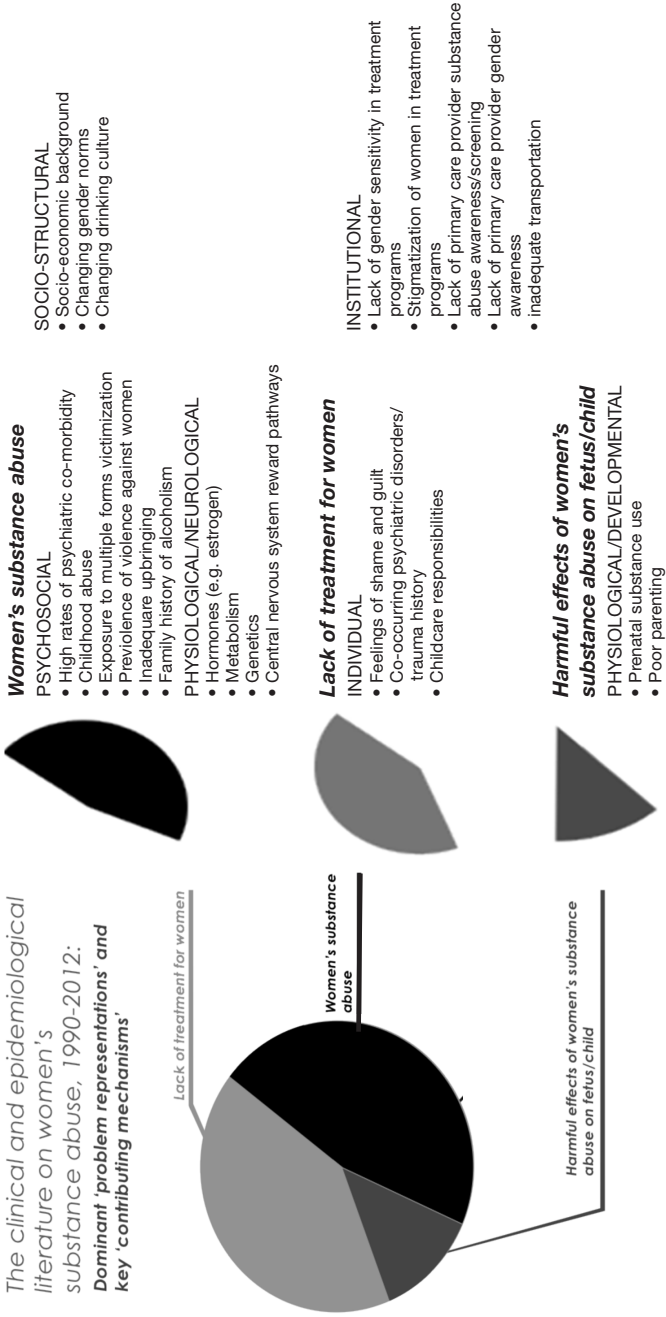 The clinical and epidemiological
literature on women's
substance abuse, 1990-2012:
Dominant 'problem representations' and
key 'contributing mechanisms'
Lack of treatment for women
Women's substance
abuse
Harmful effects of women's substance
abuse on fetus/child
Women's substance abuse
PSYCHOSOCIAL
• High rates of psychiatric co-morbidity
• Childhood abuse
• Exposure to multiple forms victimization
• Previolence of violence against women
• Inadequare upbringing
• Family history of alcoholism
PHYSIOLOGICAL/NEUROLOGICAL
• Hormones (e.g. estrogen)
• Metabolism
• Genetics
• Central nervous system reward pathways
SOCIO-STRUCTURAL
• Socio-economic background
• Changing gender norms
• Changing drinking culture
Lack of treatment for women
INDIVIDUAL
• Feelings of shame and guilt
• Co-occurring psychiatric disorders/
trauma history
• Childcare responsibilities
INSTITUTIONAL
• Lack of gender sensitivity in treatment
programs
• Stigmatization of women in treatment
programs
• Lack of primary care provider substance
abuse awareness/screening
• Lack of primary care provider gender
awareness
• inadequate transportation
Harmful effects of women's
substance abuse on fetus/child
PHYSIOLOGICAL/DEVELOPMENTAL
• Prenatal substance use
• Poor parenting